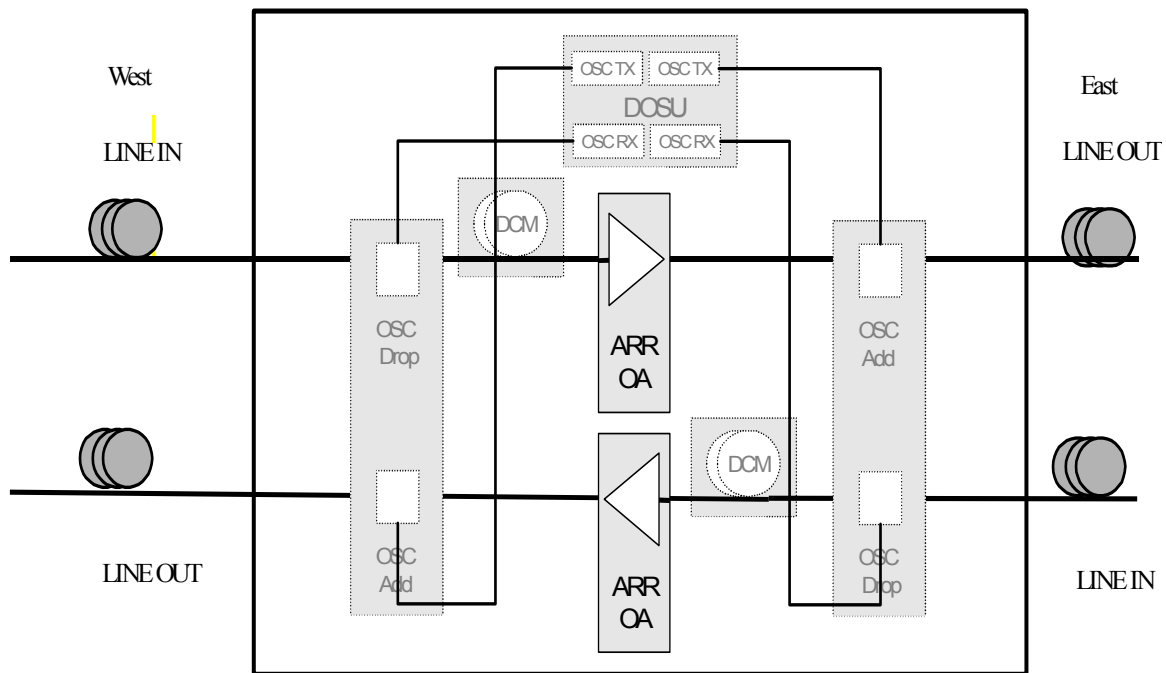 West
East
OSC TX
OSC TX
DOSU
OSC RX
OSC RX
LINE IN
LINE OUT
DCM
OSC
Drop
ARR
OA
OSC
Add
DCM
OSC
Add
ARR
OA
OSC
Drop
LINE OUT
LINE IN